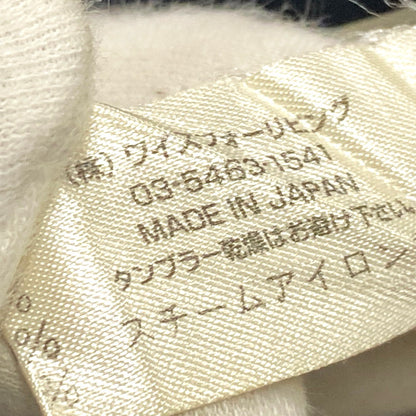 (株) ワイズフォーリビング
03-5463-1541
MADE IN JAPAN
タンブラー乾燥はお避け下さい
スチームアイロン
%
%
%